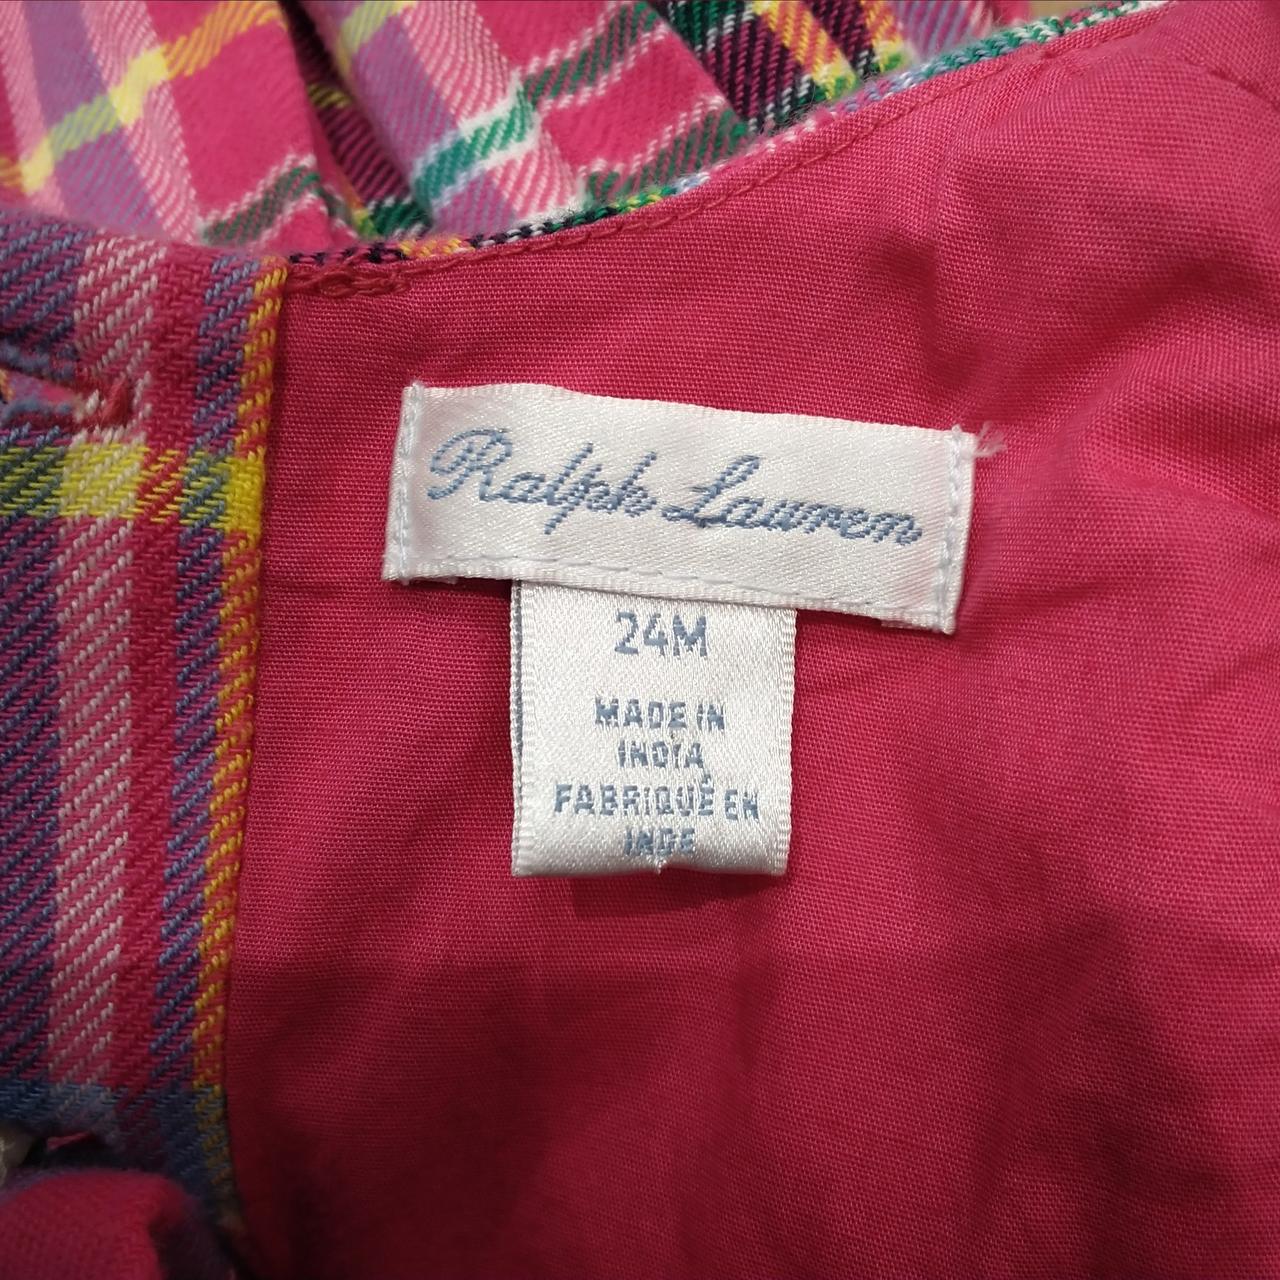 Ralph Lauren
24M
MADE IN
INDIA
FABRIQUÉ EN
INDE